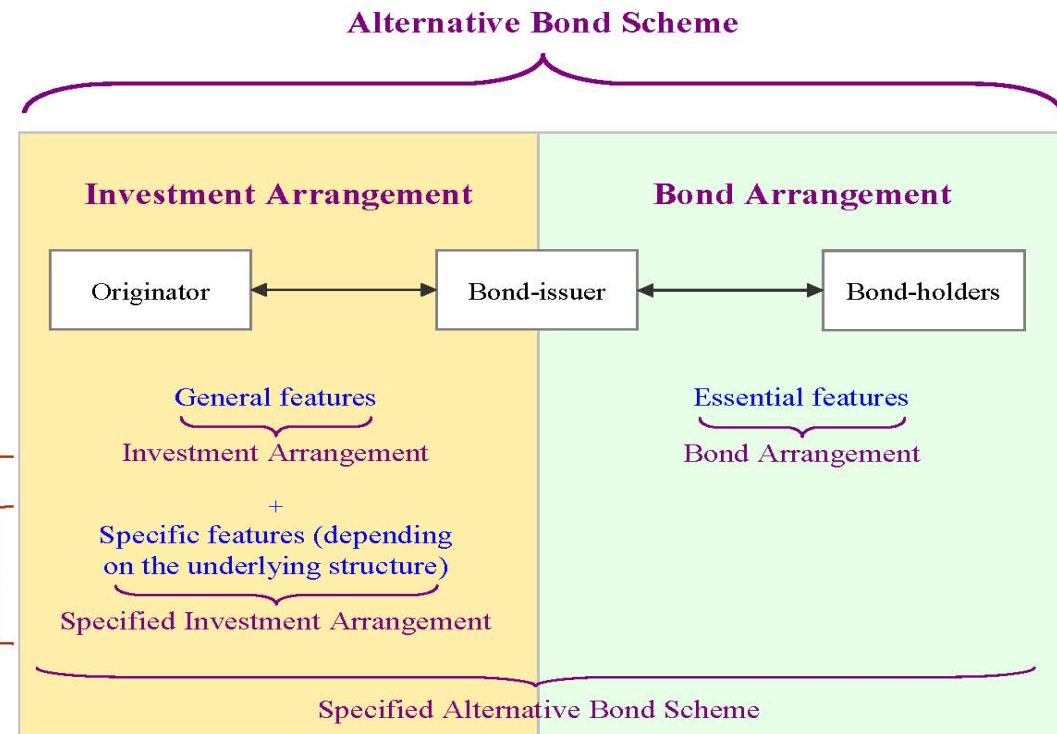 Alternative Bond Scheme
Investment Arrangement
Bond Arrangement
Originator
Bond-issuer
Bond-holders
General features
Investment Arrangement
+
Specific features (depending
on the underlying structure)
Specified Investment Arrangement
Essential features
Bond Arrangement
Specified Alternative Bond Scheme